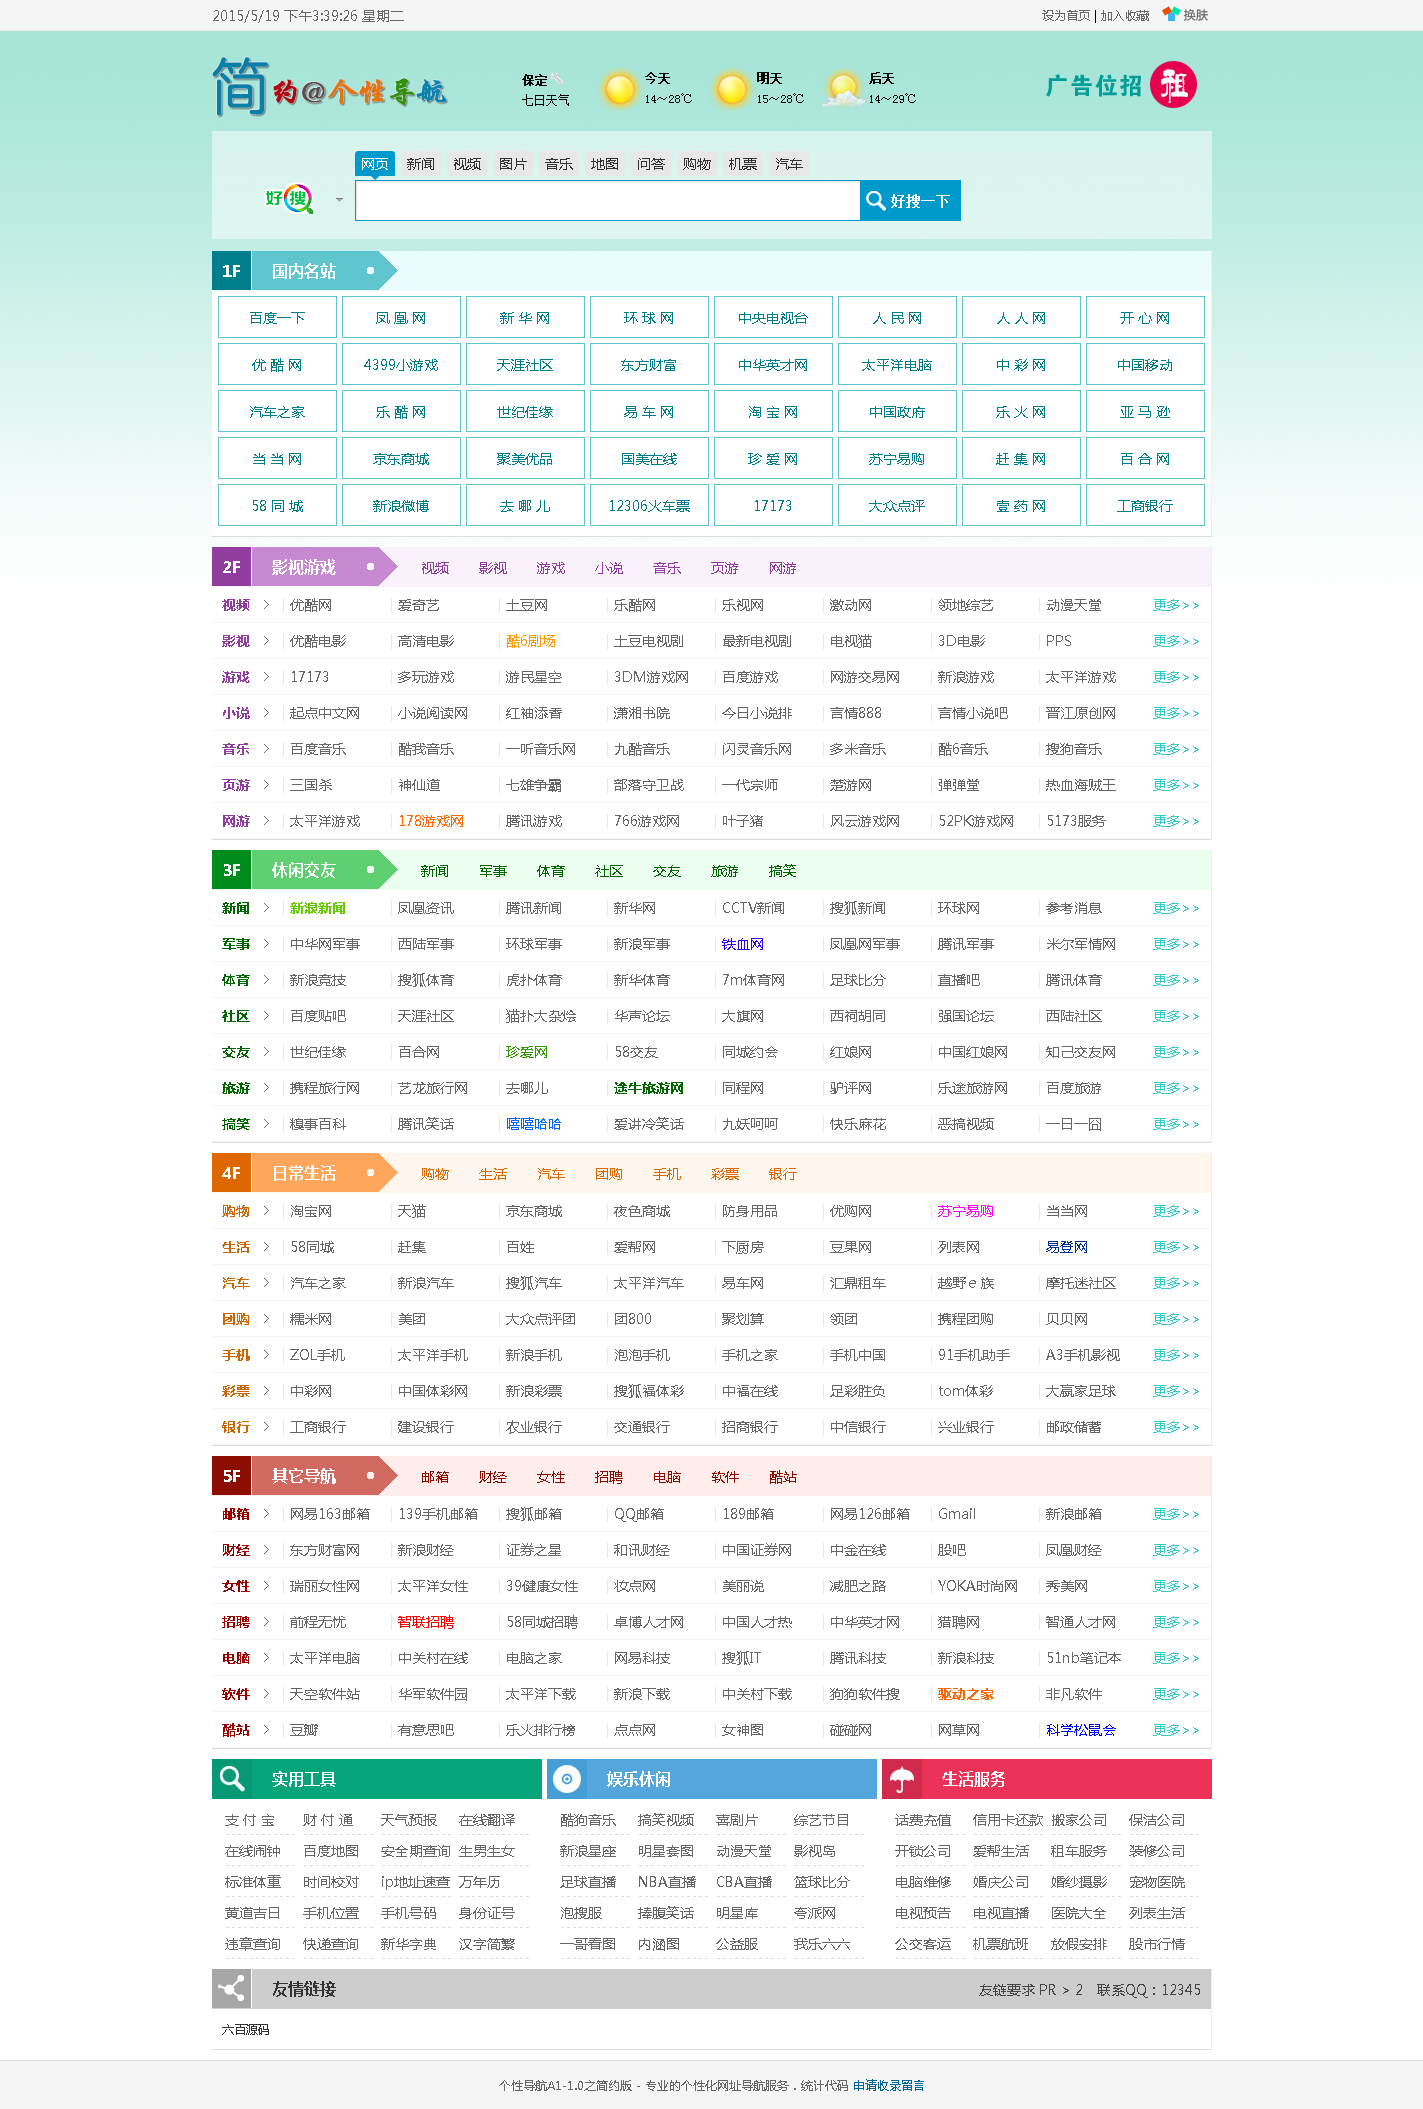 2015/5/19 下午3:39:26 星期二 设为首页 | 加入收藏 换肤
简约@个性导航
保定 今天 明天 后天
七日天气 14~28℃ 15~28℃ 14~29℃
广告位招 租
网页 新闻 视频 图片 音乐 地图 问答 购物 机票 汽车
好搜 好搜一下
1F 国内名站
百度一下 凤 凰 网 新 华 网 环 球 网 中央电视台 人 民 网 人 人 网 开 心 网
优 酷 网 4399小游戏 天涯社区 东方财富 中华英才网 太平洋电脑 中 彩 网 中国移动
汽车之家 乐 酷 网 世纪佳缘 易 车 网 淘 宝 网 中国政府 乐 火 网 亚 马 逊
当 当 网 京东商城 聚美优品 国美在线 珍 爱 网 苏宁易购 赶 集 网 百 合 网
58 同 城 新浪微博 去 哪 儿 12306火车票 17173 大众点评 壹 药 网 工商银行
2F 影视游戏 视频 影视 游戏 小说 音乐 页游 网游
视频 > 优酷网 爱奇艺 土豆网 乐酷网 乐视网 激动网 领地综艺 动漫天堂 更多>>
影视 > 优酷电影 高清电影 酷6剧场 土豆电视剧 最新电视剧 电视猫 3D电影 PPS 更多>>
游戏 > 17173 多玩游戏 游民星空 3DM游戏网 百度游戏 网游交易网 新浪游戏 太平洋游戏 更多>>
小说 > 起点中文网 小说阅读网 红袖添香 潇湘书院 今日小说排 言情888 言情小说吧 晋江原创网 更多>>
音乐 > 百度音乐 酷我音乐 一听音乐网 九酷音乐 闪灵音乐网 多米音乐 酷6音乐 搜狗音乐 更多>>
页游 > 三国杀 神仙道 七雄争霸 部落守卫战 一代宗师 楚游网 弹弹堂 热血海贼王 更多>>
网游 > 太平洋游戏 178游戏网 腾讯游戏 766游戏网 叶子猪 风云游戏网 52PK游戏网 5173服务 更多>>
3F 休闲交友 新闻 军事 体育 社区 交友 旅游 搞笑
新闻 > 新浪新闻 凤凰资讯 腾讯新闻 新华网 CCTV新闻 搜狐新闻 环球网 参考消息 更多>>
军事 > 中华网军事 西陆军事 环球军事 新浪军事 铁血网 凤凰网军事 腾讯军事 米尔军情网 更多>>
体育 > 新浪竞技 搜狐体育 虎扑体育 新华体育 7m体育网 足球比分 直播吧 腾讯体育 更多>>
社区 > 百度贴吧 天涯社区 猫扑大杂烩 华声论坛 大旗网 西祠胡同 强国论坛 西陆社区 更多>>
交友 > 世纪佳缘 百合网 珍爱网 58交友 同城约会 红娘网 中国红娘网 知己交友网 更多>>
旅游 > 携程旅行网 艺龙旅行网 去哪儿 途牛旅游网 同程网 驴评网 乐途旅游网 百度旅游 更多>>
搞笑 > 糗事百科 腾讯笑话 嘻嘻哈哈 爱讲冷笑话 九妖呵呵 快乐麻花 恶搞视频 一日一囧 更多>>
4F 日常生活 购物 生活 汽车 团购 手机 彩票 银行
购物 > 淘宝网 天猫 京东商城 夜色商城 防身用品 优购网 苏宁易购 当当网 更多>>
生活 > 58同城 赶集 百姓 爱帮网 下厨房 豆果网 列表网 易登网 更多>>
汽车 > 汽车之家 新浪汽车 搜狐汽车 太平洋汽车 易车网 汇鼎租车 越野ｅ族 摩托迷社区 更多>>
团购 > 糯米网 美团 大众点评团 团800 聚划算 领团 携程团购 贝贝网 更多>>
手机 > ZOL手机 太平洋手机 新浪手机 泡泡手机 手机之家 手机中国 91手机助手 A3手机影视 更多>>
彩票 > 中彩网 中国体彩网 新浪彩票 搜狐福体彩 中福在线 足彩胜负 tom体彩 大赢家足球 更多>>
银行 > 工商银行 建设银行 农业银行 交通银行 招商银行 中信银行 兴业银行 邮政储蓄 更多>>
5F 其它导航 邮箱 财经 女性 招聘 电脑 软件 酷站
邮箱 > 网易163邮箱 139手机邮箱 搜狐邮箱 QQ邮箱 189邮箱 网易126邮箱 Gmail 新浪邮箱 更多>>
财经 > 东方财富网 新浪财经 证券之星 和讯财经 中国证券网 中金在线 股吧 凤凰财经 更多>>
女性 > 瑞丽女性网 太平洋女性 39健康女性 妆点网 美丽说 减肥之路 YOKA时尚网 秀美网 更多>>
招聘 > 前程无忧 智联招聘 58同城招聘 卓博人才网 中国人才热 中华英才网 猎聘网 智通人才网 更多>>
电脑 > 太平洋电脑 中关村在线 电脑之家 网易科技 搜狐IT 腾讯科技 新浪科技 51nb笔记本 更多>>
软件 > 天空软件站 华军软件园 太平洋下载 新浪下载 中关村下载 狗狗软件搜 驱动之家 非凡软件 更多>>
酷站 > 豆瓣 有意思吧 乐火排行榜 点点网 女神图 碰碰网 网草网 科学松鼠会 更多>>
实用工具 娱乐休闲 生活服务
支 付 宝 财 付 通 天气预报 在线翻译 酷狗音乐 搞笑视频 喜剧片 综艺节目 话费充值 信用卡还款 搬家公司 保洁公司
在线闹钟 百度地图 安全期查询 生男生女 新浪星座 明星套图 动漫天堂 影视岛 开锁公司 爱帮生活 租车服务 装修公司
标准体重 时间校对 ip地址速查 万年历 足球直播 NBA直播 CBA直播 篮球比分 电脑维修 婚庆公司 婚纱摄影 宠物医院
黄道吉日 手机位置 手机号码 身份证号 泡搜服 捧腹笑话 明星库 夸派网 电视预告 电视直播 医院大全 列表生活
违章查询 快递查询 新华字典 汉字简繁 一哥看图 内涵图 公益服 我乐六六 公交客运 机票航班 放假安排 股市行情
友情链接 友链要求 PR > 2 联系QQ：12345
六百源码
个性导航A1-1.0之简约版 - 专业的个性化网址导航服务 . 统计代码 申请收录留言